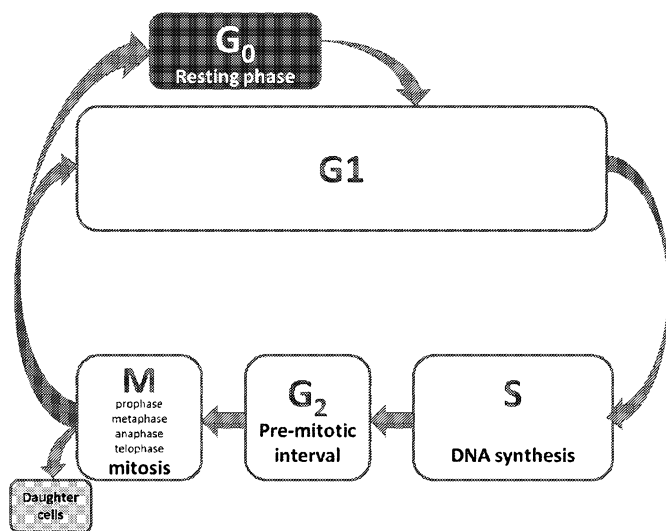 G₀
Resting phase
G1
M
prophase
metaphase
anaphase
telophase
mitosis
G₂
Pre-mitotic
interval
S
DNA synthesis
Daughter
cells